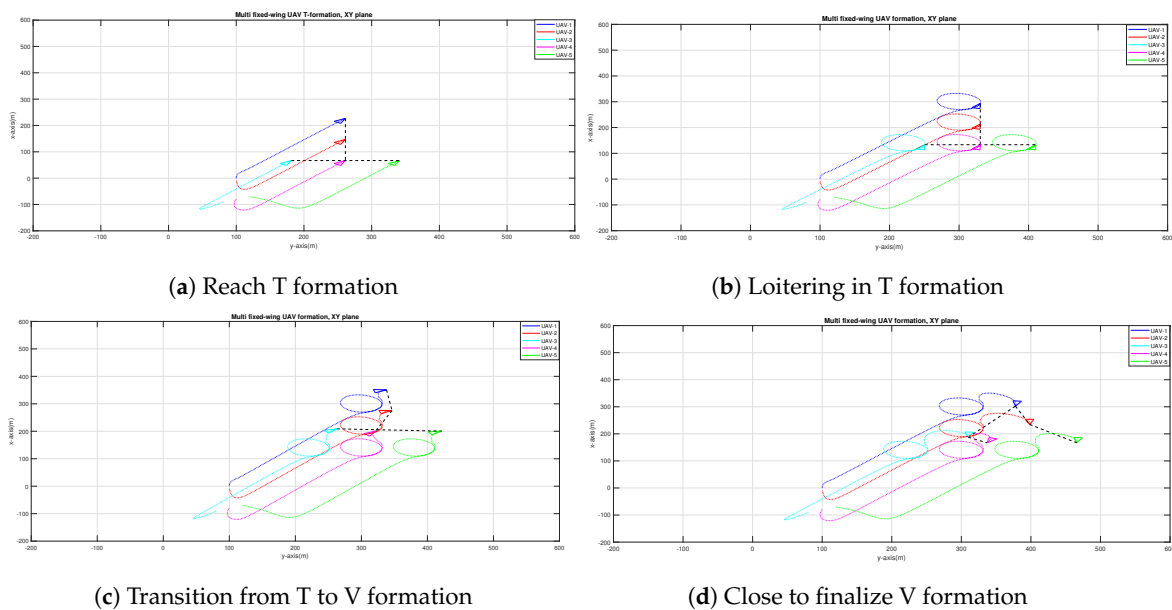 Multi fixed-wing UAV T-formation, XY plane
UAV-1
UAV-2
UAV-3
UAV-4
UAV-5
x-axis(m)
600
500
400
300
200
100
0
-100
-200
-200 -100 0 100 200 300 400 500 600
y-axis(m)
(a) Reach T formation
Multi fixed-wing UAV formation, XY plane
UAV-1
UAV-2
UAV-3
UAV-4
UAV-5
x-axis(m)
600
500
400
300
200
100
0
-100
-200
-200 -100 0 100 200 300 400 500 600
y-axis(m)
(b) Loitering in T formation
Multi fixed-wing UAV formation, XY plane
UAV-1
UAV-2
UAV-3
UAV-4
UAV-5
x-axis(m)
600
500
400
300
200
100
0
-100
-200
-200 -100 0 100 200 300 400 500 600
y-axis(m)
(c) Transition from T to V formation
Multi fixed-wing UAV formation, XY plane
UAV-1
UAV-2
UAV-3
UAV-4
UAV-5
x-axis(m)
600
500
400
300
200
100
0
-100
-200
-200 -100 0 100 200 300 400 500 600
y-axis(m)
(d) Close to finalize V formation